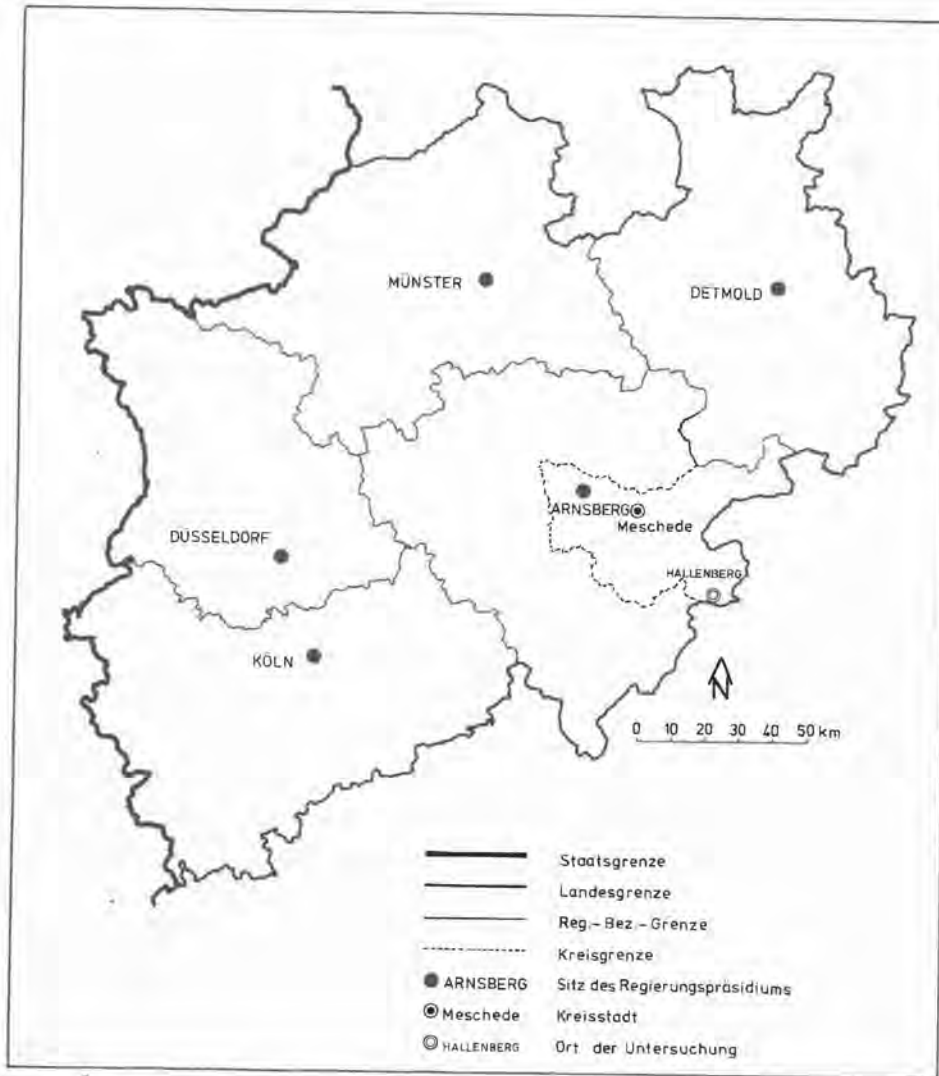 MÜNSTER
DETMOLD
ARNSBERG
Meschede
DÜSSELDORF
HALLENBERG
KÖLN
N
0 10 20 30 40 50 km
Staatsgrenze
Landesgrenze
Reg.-Bez.-Grenze
Kreisgrenze
ARNSBERG Sitz des Regierungspräsidiums
Meschede Kreisstadt
HALLENBERG Ort der Untersuchung